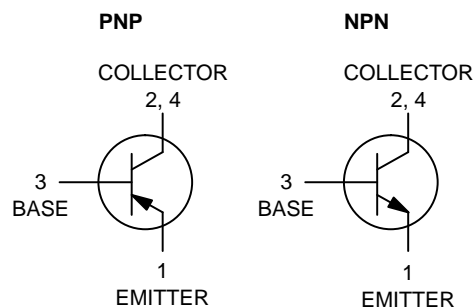 PNP
COLLECTOR
2, 4
3
BASE
1
EMITTER
NPN
COLLECTOR
2, 4
3
BASE
1
EMITTER